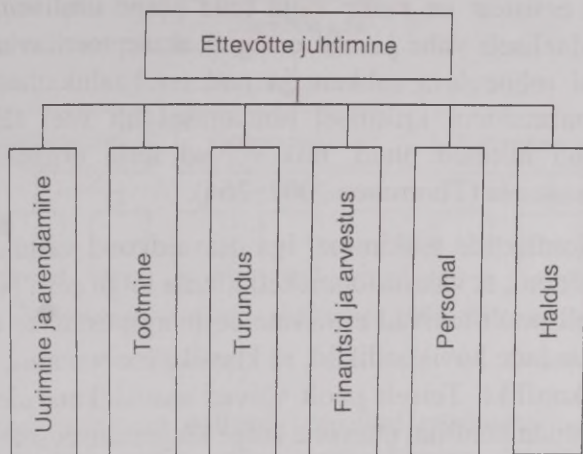 Ettevõtte juhtimine
Uurimine ja arendamine
Tootmine
Turundus
Finantsid ja arvestus
Personal
Haldus